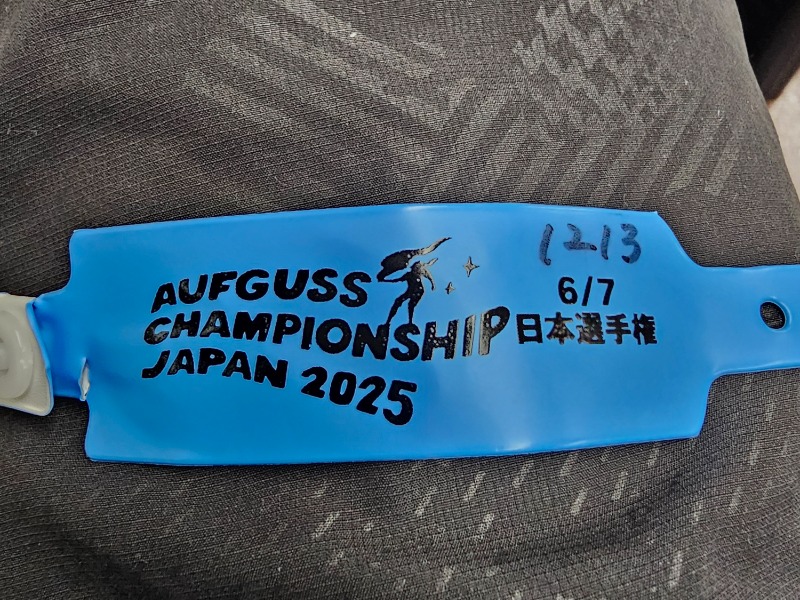 AUFGUSS
CHAMPIONSHIP
JAPAN 2025
1213
6/7
日本選手権